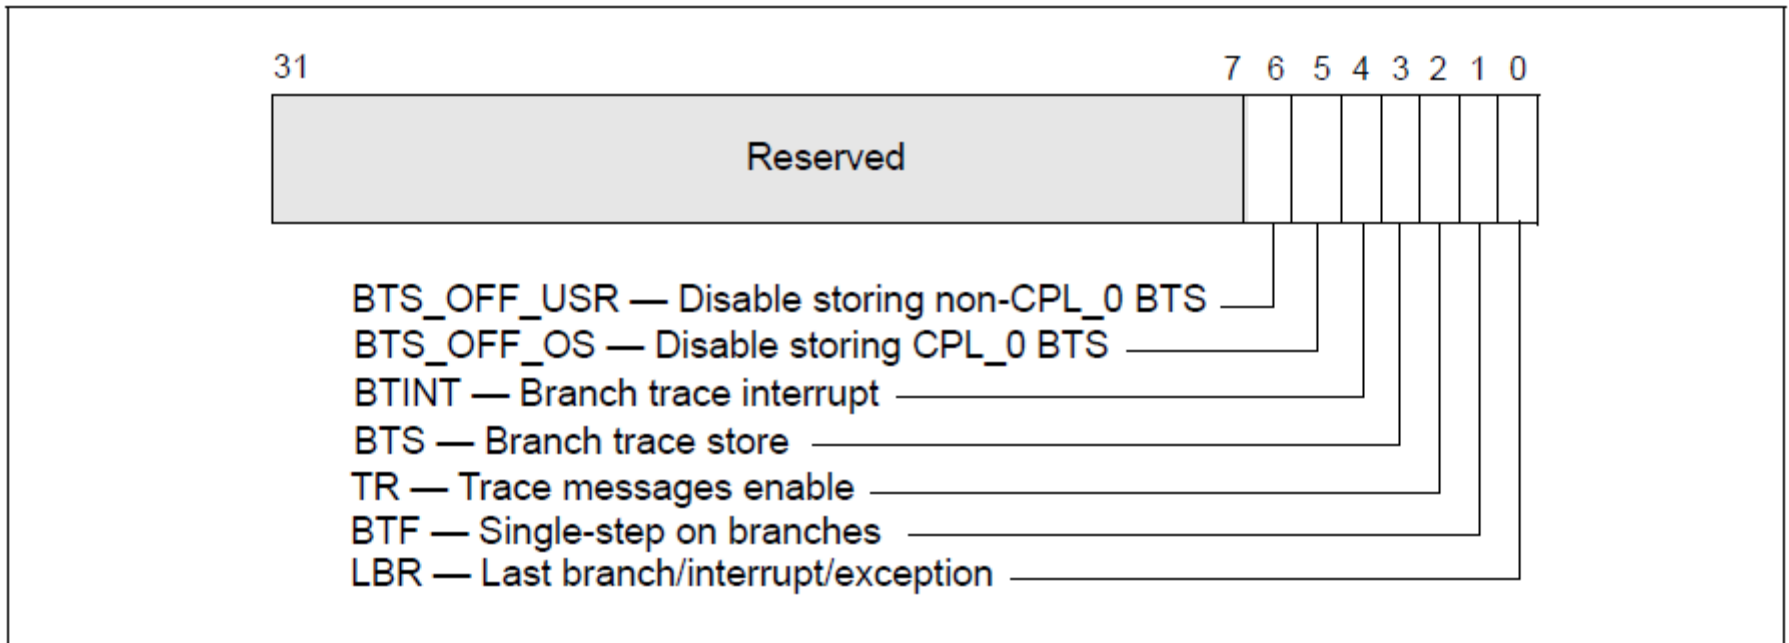 31 7 6 5 4 3 2 1 0
Reserved
BTS_OFF_USR — Disable storing non-CPL_0 BTS
BTS_OFF_OS — Disable storing CPL_0 BTS
BTINT — Branch trace interrupt
BTS — Branch trace store
TR — Trace messages enable
BTF — Single-step on branches
LBR — Last branch/interrupt/exception